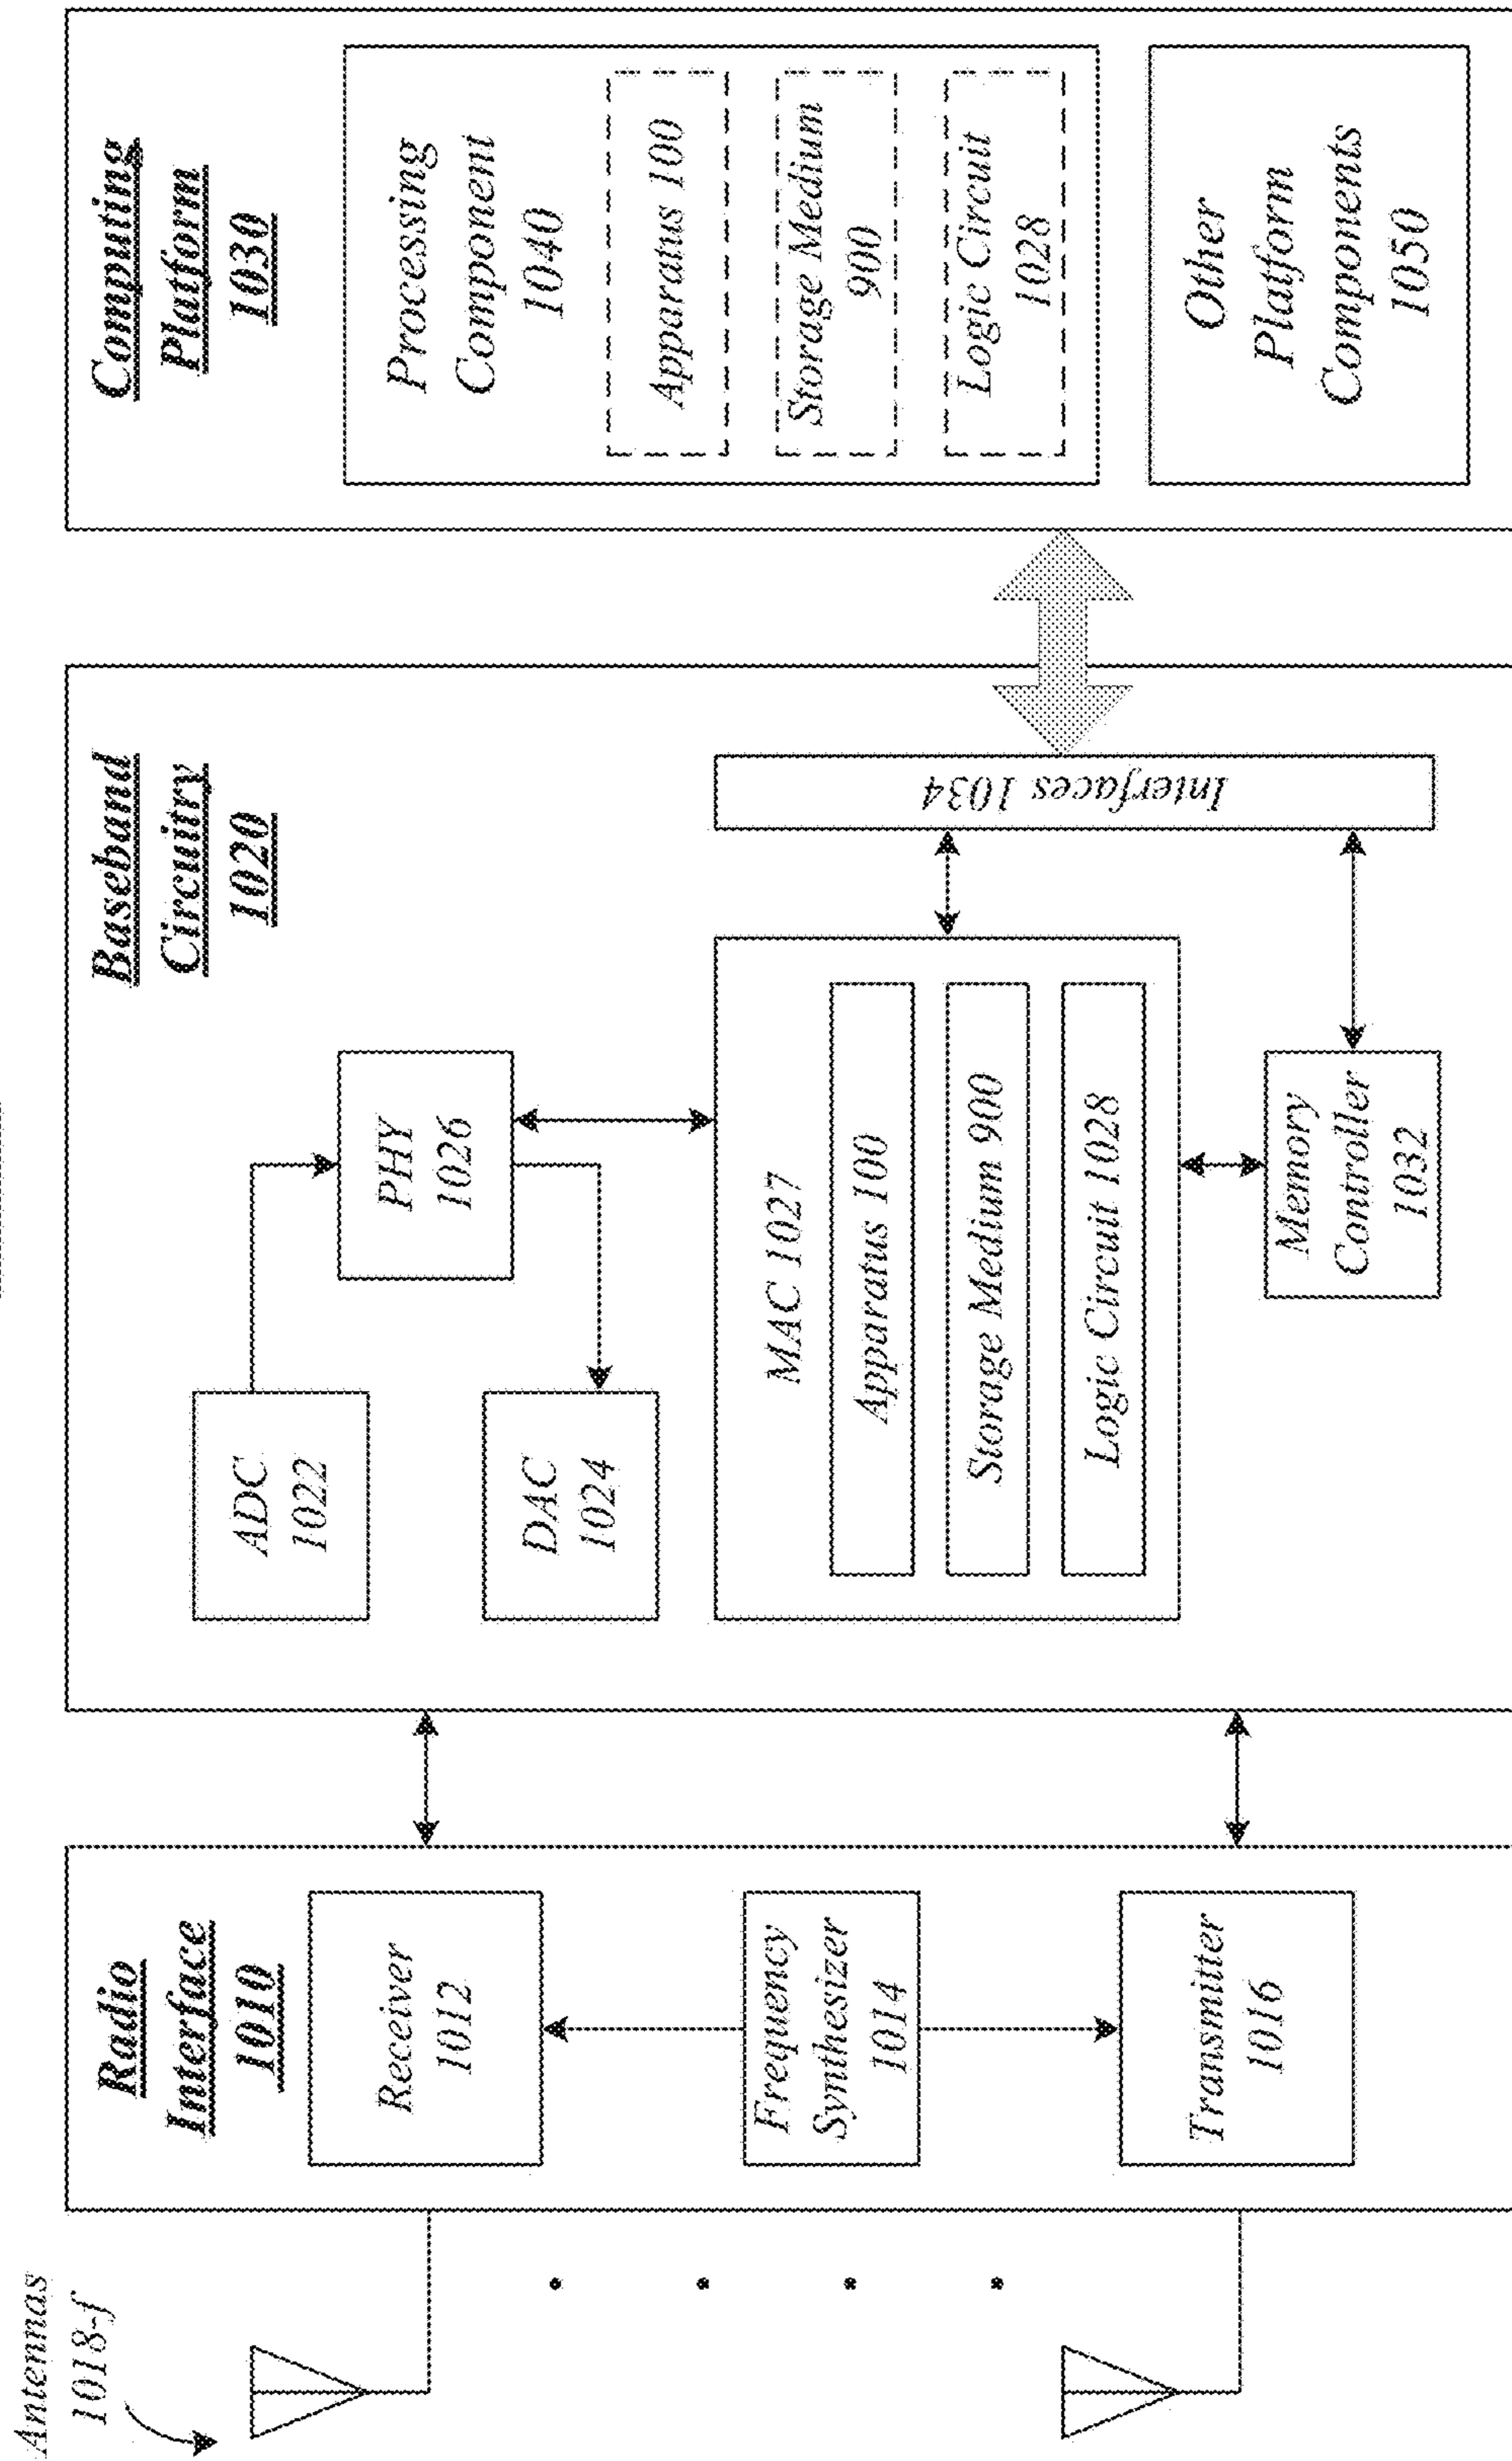 Antennas
1018-f
Radio
Interface
1010
Receiver
1012
Frequency
Synthesizer
1014
Transmitter
1016
Baseband
Circuitry
1020
ADC
1022
PHY
1026
DAC
1024
MAC 1027
Apparatus 100
Storage Medium 900
Logic Circuit 1028
Memory
Controller
1032
Interfaces 1034
Computing
Platform
1030
Processing
Component
1040
Apparatus 100
Storage Medium
900
Logic Circuit
1028
Other
Platform
Components
1050